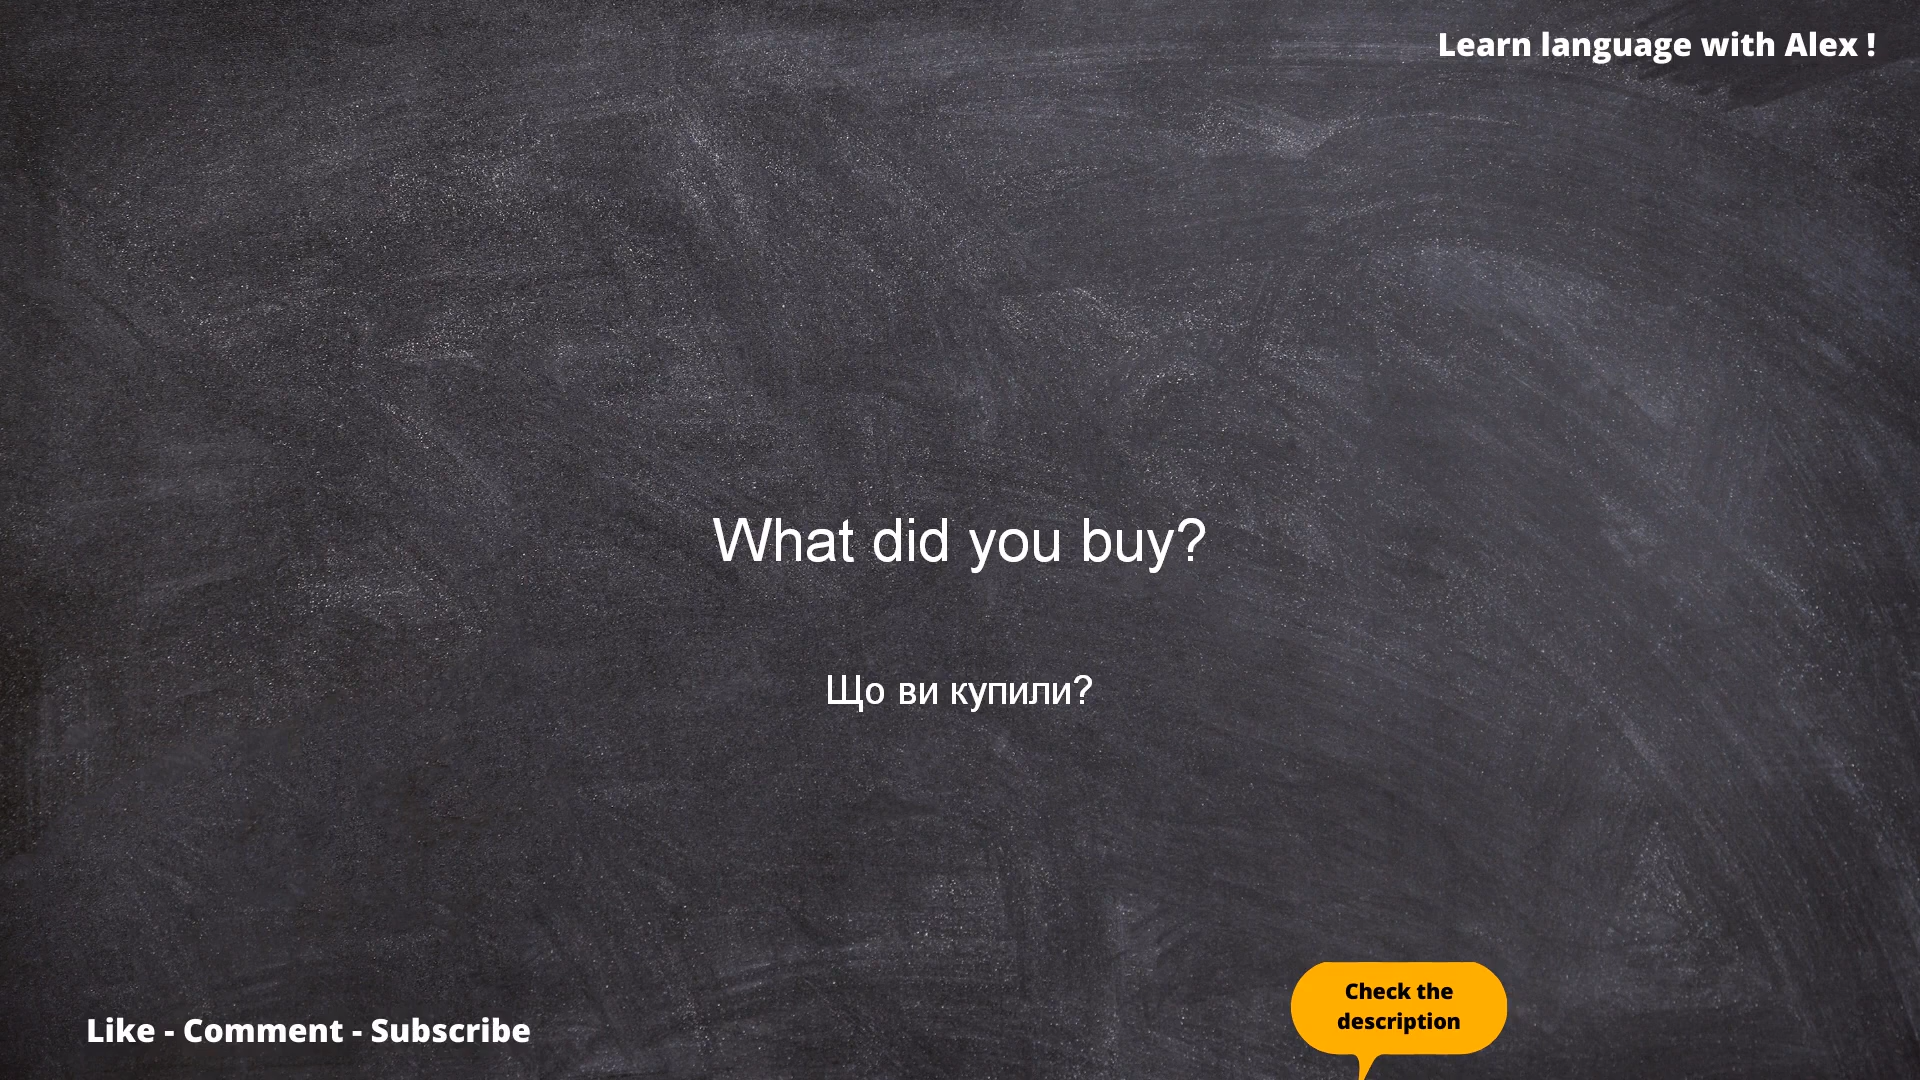 Learn language with Alex !
What did you buy?
Що ви купили?
Check the
description
Like - Comment - Subscribe